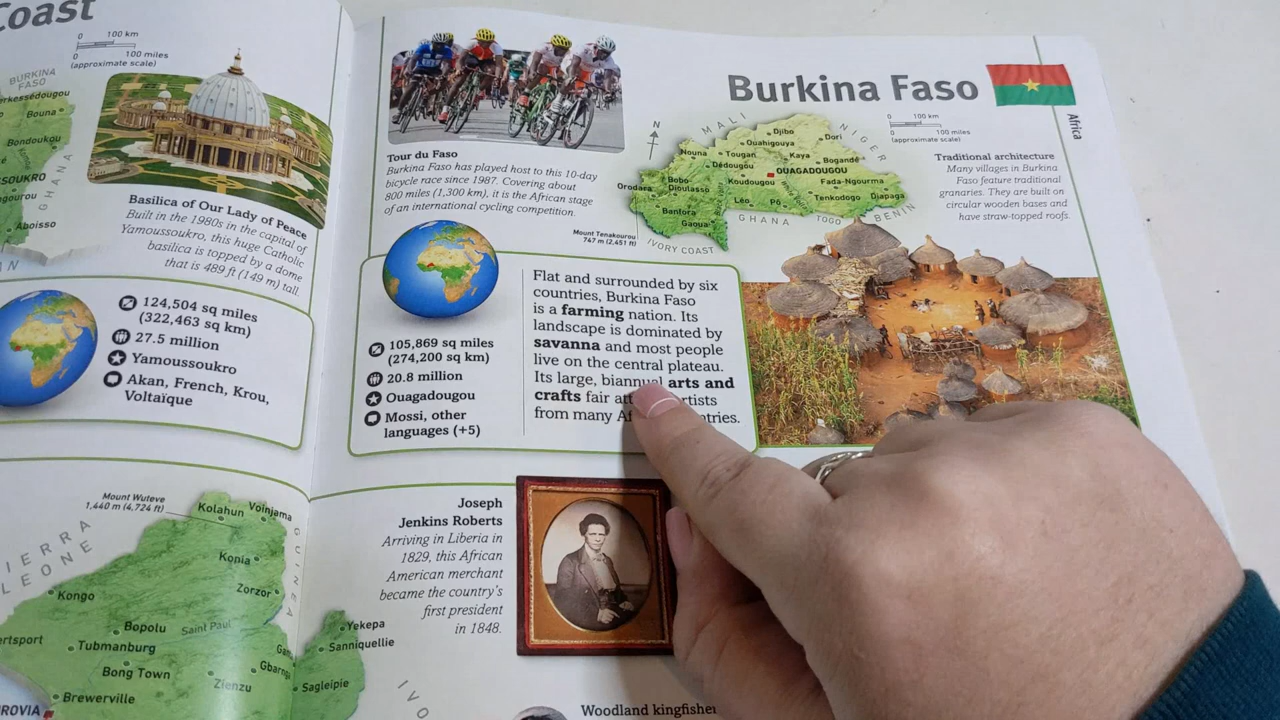 Coast
0 100 km
0 100 miles
(approximate scale)
BURKINA
FASO
Bouna
Bondoukou
GHANA
Aboisso
Basilica of Our Lady of Peace
Built in the 1980s in the capital of
Yamoussoukro, this huge Catholic
basilica is topped by a dome
that is 489 ft (149 m) tall.
124,504 sq miles
(322,463 sq km)
27.5 million
Yamoussoukro
Akan, French, Krou,
Voltaïque
Tour du Faso
Burkina Faso has played host to this 10-day
bicycle race since 1987. Covering about
800 miles (1,300 km), it is the African stage
of an international cycling competition.
Burkina Faso
Africa
0 100 km
0 100 miles
(approximate scale)
N
MALI
NIGER
Djibo
Dori
Ouahigouya
Nouna
Tougan
Kaya
Bogandé
Dédougou
OUAGADOUGOU
Orodara
Bobo
Dioulasso
Koudougou
Fada-Ngourma
Léo
Pô
Tenkodogo
Diapaga
Banfora
Gaoua
GHANA
TOGO
BENIN
IVORY COAST
Mount Tenakourou
747 m (2,451 ft)
Traditional architecture
Many villages in Burkina
Faso feature traditional
granaries. They are built on
circular wooden bases and
have straw-topped roofs.
105,869 sq miles
(274,200 sq km)
20.8 million
Ouagadougou
Mossi, other
languages (+5)
Flat and surrounded by six
countries, Burkina Faso
is a farming nation. Its
landscape is dominated by
savanna and most people
live on the central plateau.
Its large, biannual arts and
crafts fair
from many
Mount Wuteve
1,440 m (4,724 ft)
Kolahun
Voinjama
GUINEA
SIERRA
LEONE
Konia
Kongo
Zorzor
Bopolu
Saint Paul
Yekepa
Tubmanburg
Sanniquellie
Bong Town
Zienzu
Sagleipie
Brewerville
Joseph
Jenkins Roberts
Arriving in Liberia in
1829, this African
American merchant
became the country's
first president
in 1848.
Woodland kingfisher